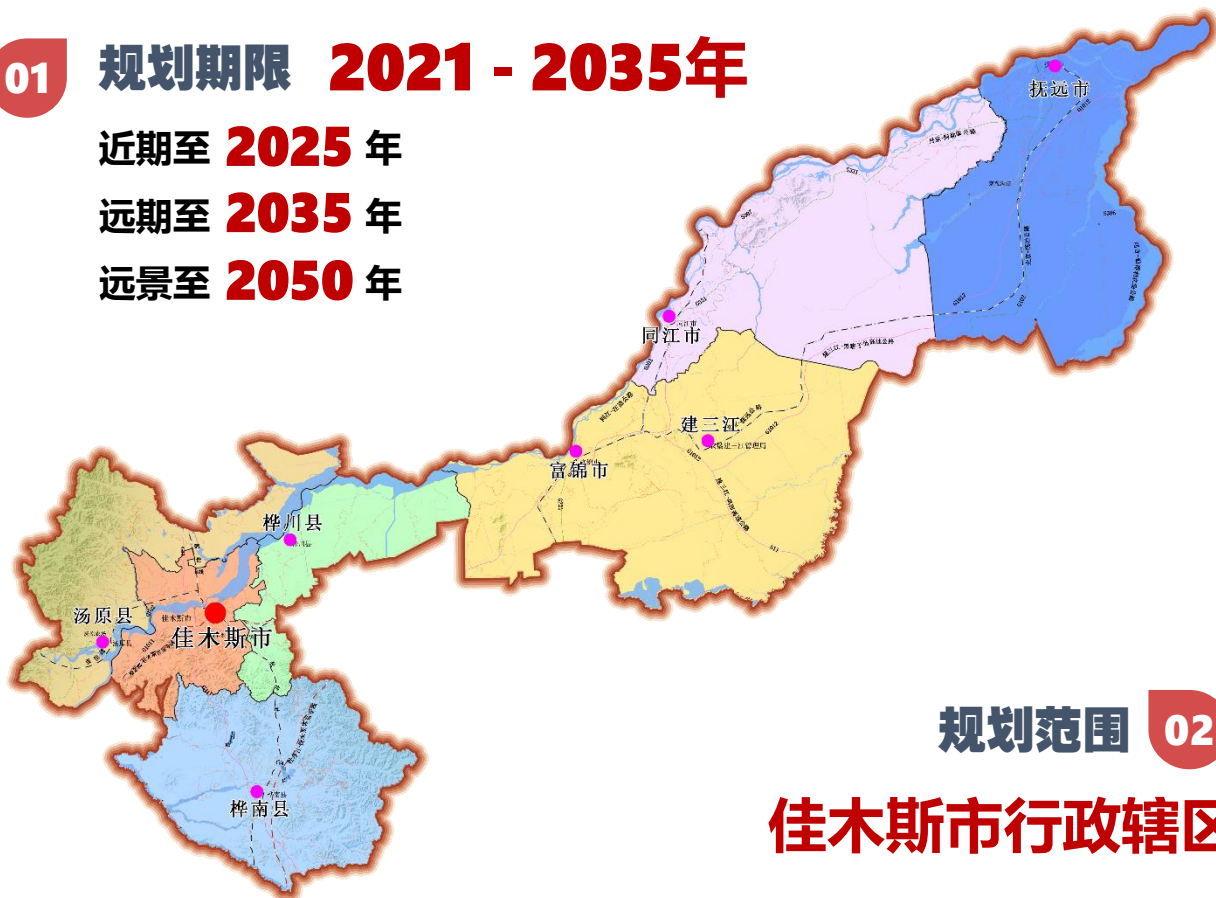 01 规划期限 2021 - 2035年
近期至 2025 年
远期至 2035 年
远景至 2050 年
抚远市
同江市
建三江
富锦市
桦川县
汤原县
佳木斯市
桦南县
规划范围 02
佳木斯市行政辖区